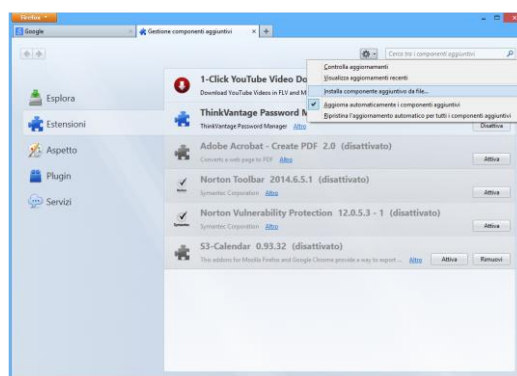 Firefox
Google
Gestione componenti aggiuntivi
Cerca tra i componenti aggiuntivi
Controlla aggiornamenti
Visualizza aggiornamenti recenti
Installa componente aggiuntivo da file...
Aggiorna automaticamente i componenti aggiuntivi
Ripristina l'aggiornamento automatico per tutti i componenti aggiuntivi
Esplora
Estensioni
Aspetto
Plugin
Servizi
1-Click YouTube Video Do
Download YouTube Videos in FLV and M
ThinkVantage Password M
ThinkVantage Password Manager Altro
Disattiva
Adobe Acrobat - Create PDF 2.0 (disattivato)
Converts a web page to PDF Altro
Attiva
Norton Toolbar 2014.6.5.1 (disattivato)
Symantec Corporation Altro
Attiva
Norton Vulnerability Protection 12.0.5.3 - 1 (disattivato)
Symantec Corporation Altro
Attiva
S3-Calendar 0.93.32 (disattivato)
This addons for Mozilla Firefox and Google Chrome provide a way to export ... Altro
Attiva
Rimuovi